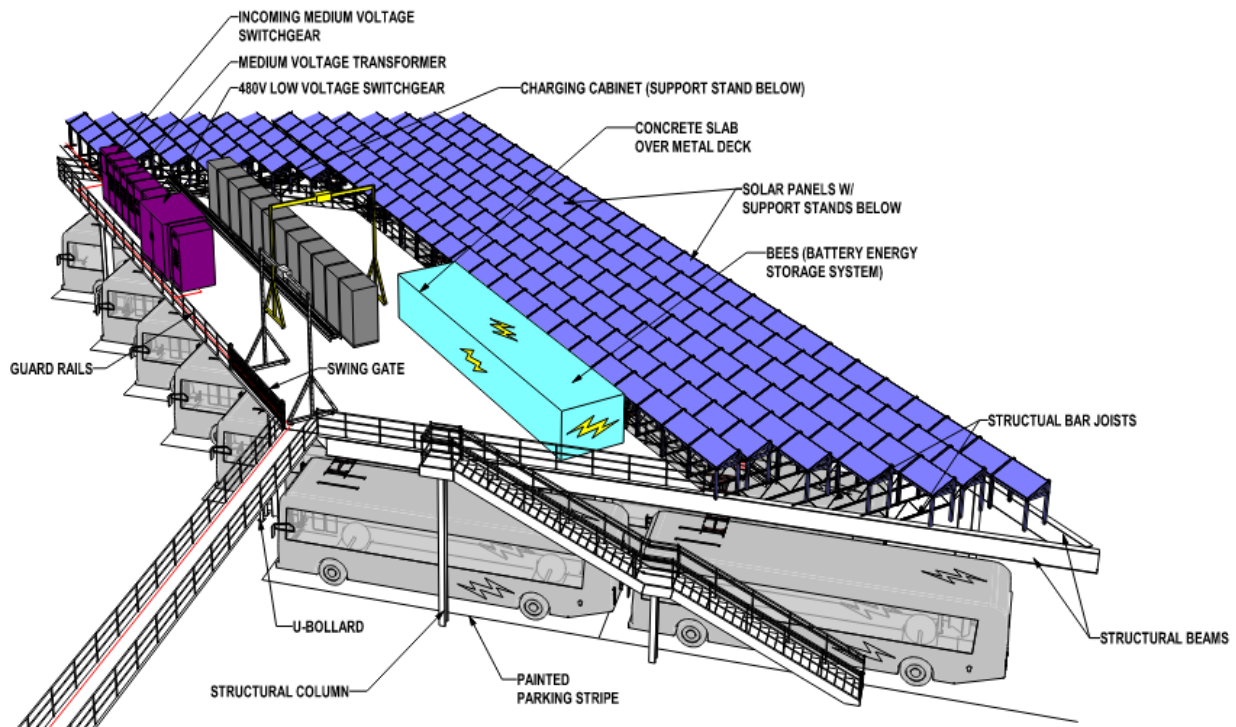 INCOMING MEDIUM VOLTAGE
SWITCHGEAR
MEDIUM VOLTAGE TRANSFORMER
480V LOW VOLTAGE SWITCHGEAR
CHARGING CABINET (SUPPORT STAND BELOW)
CONCRETE SLAB
OVER METAL DECK
SOLAR PANELS W/
SUPPORT STANDS BELOW
BEES (BATTERY ENERGY
STORAGE SYSTEM)
GUARD RAILS
SWING GATE
STRUCTUAL BAR JOISTS
U-BOLLARD
STRUCTURAL BEAMS
STRUCTURAL COLUMN
PAINTED
PARKING STRIPE